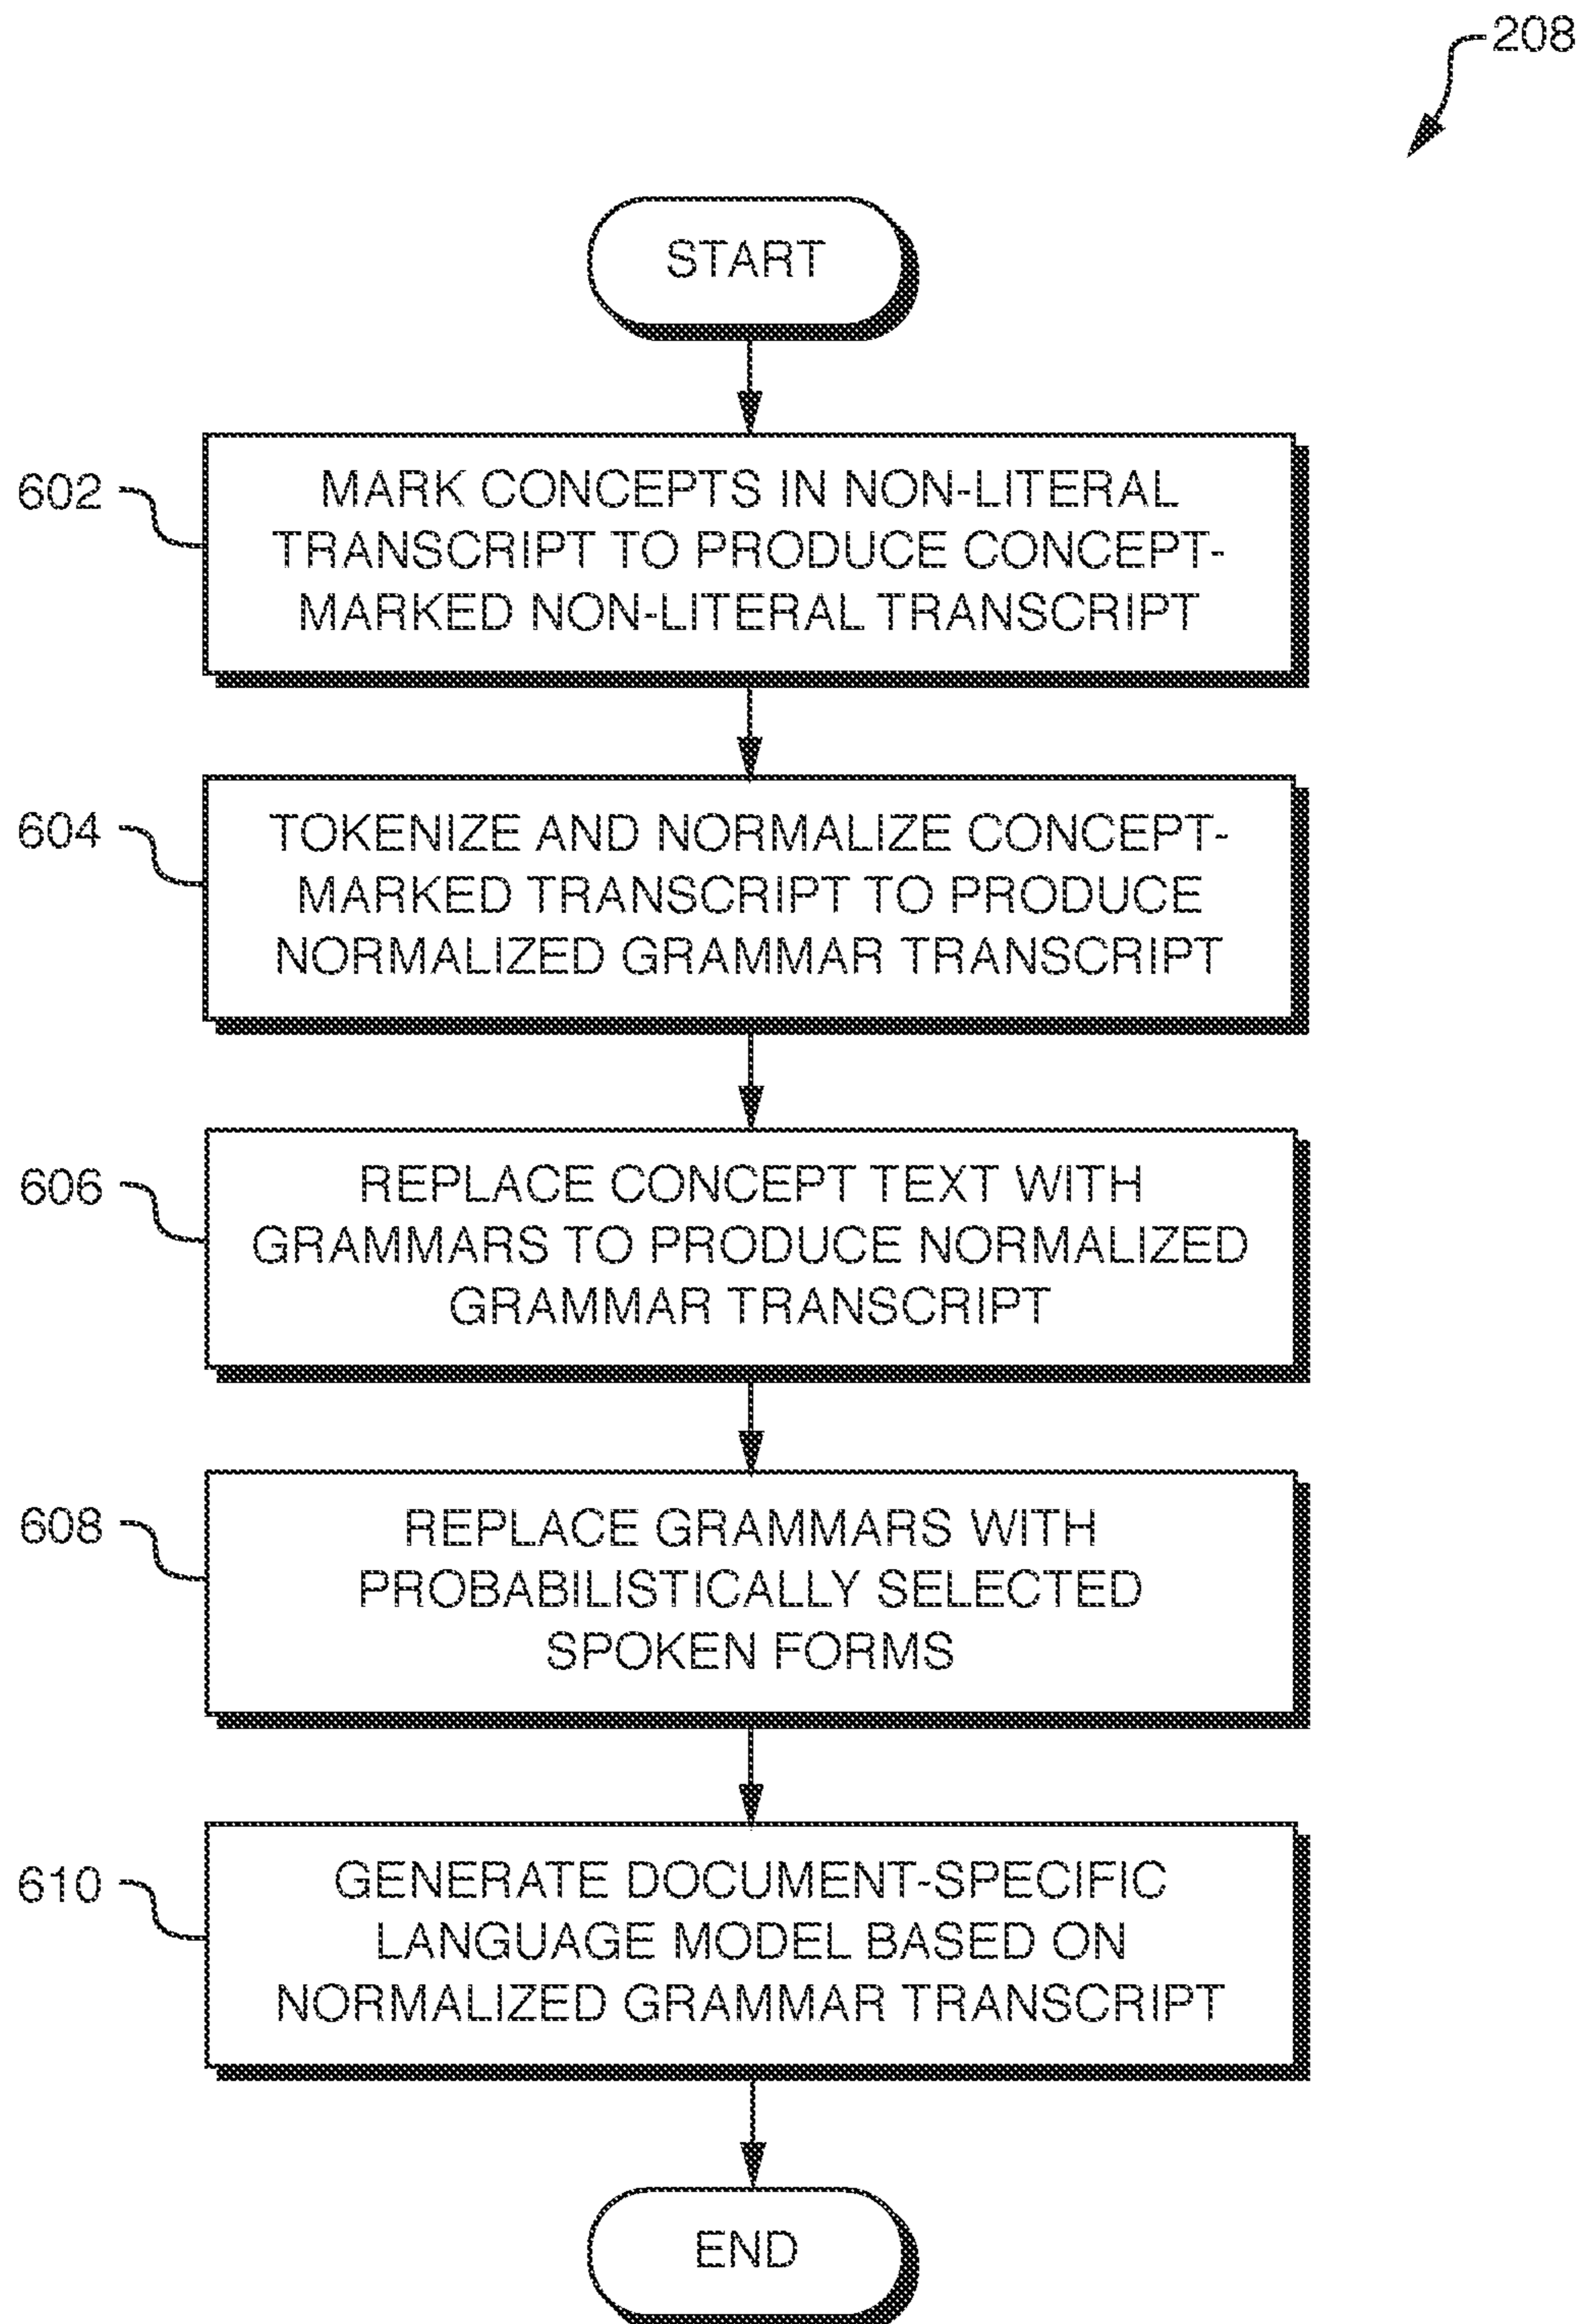 208
START
602
MARK CONCEPTS IN NON-LITERAL
TRANSCRIPT TO PRODUCE CONCEPT-
MARKED NON-LITERAL TRANSCRIPT
604
TOKENIZE AND NORMALIZE CONCEPT-
MARKED TRANSCRIPT TO PRODUCE
NORMALIZED GRAMMAR TRANSCRIPT
606
REPLACE CONCEPT TEXT WITH
GRAMMARS TO PRODUCE NORMALIZED
GRAMMAR TRANSCRIPT
608
REPLACE GRAMMARS WITH
PROBABILISTICALLY SELECTED
SPOKEN FORMS
610
GENERATE DOCUMENT-SPECIFIC
LANGUAGE MODEL BASED ON
NORMALIZED GRAMMAR TRANSCRIPT
END